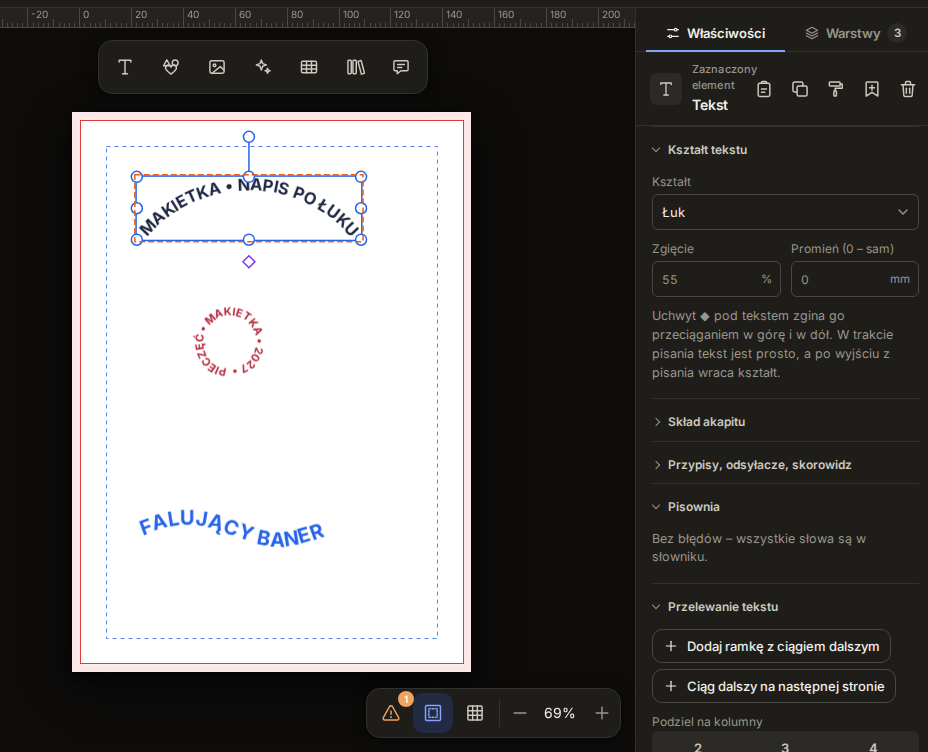 -20 0 20 40 60 80 100 120 140 160 180 200
Właściwości
Warstwy 3
Zaznaczony
element
Tekst
Kształt tekstu
Kształt
Łuk
Zgięcie
Promień (0 – sam)
55 %
0 mm
Uchwyt ◆ pod tekstem zgina go
przeciąganiem w górę i w dół. W trakcie
pisania tekst jest prosto, a po wyjściu z
pisania wraca kształt.
Skład akapitu
Przypisy, odsyłacze, skorowidz
Pisownia
Bez błędów – wszystkie słowa są w
słowniku.
Przelewanie tekstu
Dodaj ramkę z ciągiem dalszym
Ciąg dalszy na następnej stronie
Podziel na kolumny
2 3 4
MAKIETKA • NAPIS PO ŁUKU
• MAKIETKA • 2027 • PIECZĘĆ
FALUJĄCY BANER
1
69%